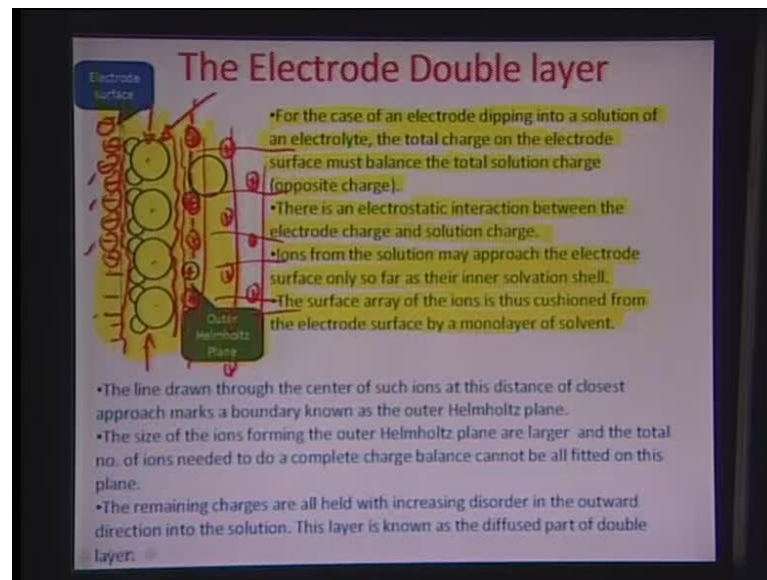 The Electrode Double layer
Electrode
surface
•For the case of an electrode dipping into a solution of
an electrolyte, the total charge on the electrode
surface must balance the total solution charge
(opposite charge).
•There is an electrostatic interaction between the
electrode charge and solution charge.
•Ions from the solution may approach the electrode
surface only so far as their inner solvation shell.
•The surface array of the ions is thus cushioned from
the electrode surface by a monolayer of solvent.
Outer
Helmholtz
Plane
•The line drawn through the center of such ions at this distance of closest
approach marks a boundary known as the outer Helmholtz plane.
•The size of the ions forming the outer Helmholtz plane are larger and the total
no. of ions needed to do a complete charge balance cannot be all fitted on this
plane.
•The remaining charges are all held with increasing disorder in the outward
direction into the solution. This layer is known as the diffused part of double
layer.